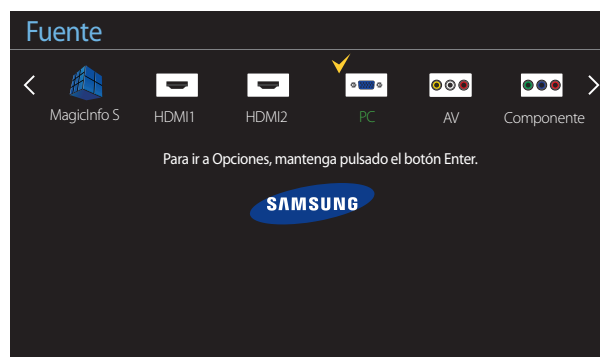 Fuente
MagicInfo S HDMI1 HDMI2 PC AV Componente
Para ir a Opciones, mantenga pulsado el botón Enter.
SAMSUNG